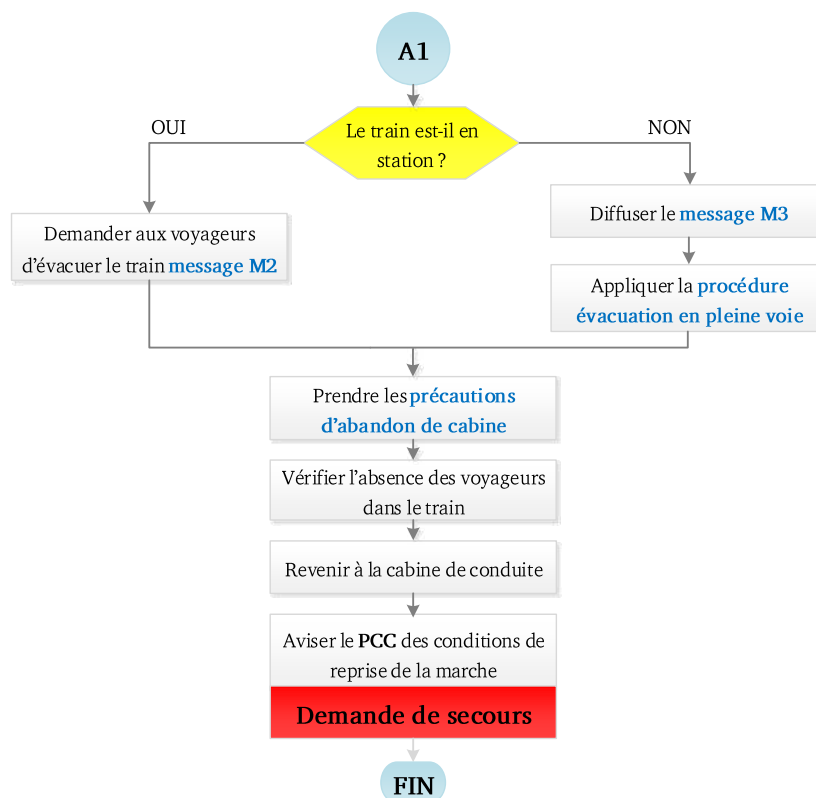 A1
Le train est-il en
station ?
OUI
NON
Demander aux voyageurs
d’évacuer le train message M2
Diffuser le message M3
Appliquer la procédure
évacuation en pleine voie
Prendre les précautions
d’abandon de cabine
Vérifier l’absence des voyageurs
dans le train
Revenir à la cabine de conduite
Aviser le PCC des conditions de
reprise de la marche
Demande de secours
FIN